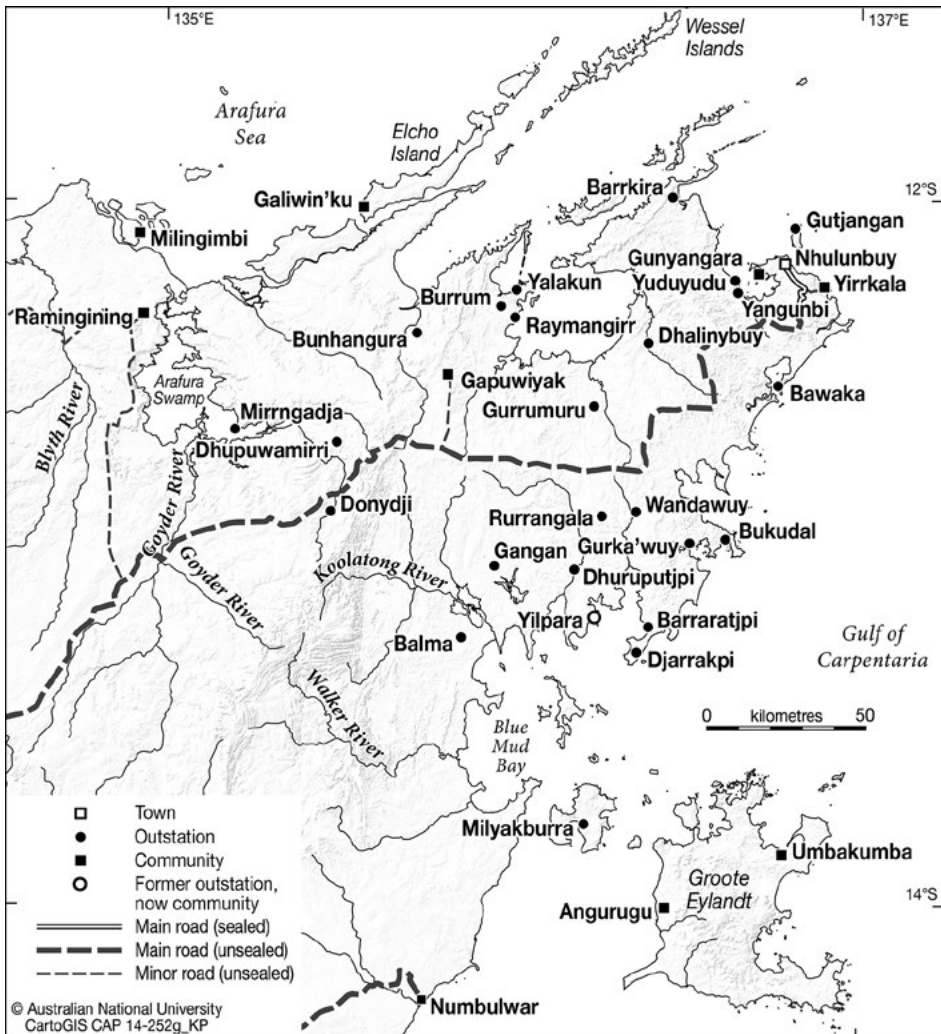 135°E
137°E
Wessel
Islands
Arafura
Sea
Elcho
Island
Barrkira
12°S
Galiwin'ku
Gutjangan
Milingimbi
Gunyangara
Nhulunbuy
Yuduyudu
Yirrkala
Yalakun
Burrum
Yangunbi
Ramingining
Raymangirr
Bunhangura
Dhalinybuy
Gapuwiyak
Arafura
Swamp
Bawaka
Gurrumuru
Mirrngadja
Blyth River
Dhupuwamirri
Goyder River
Donydji
Wandawuy
Rurrangala
Bukudal
Gangan
Gurka'wuy
Goyder River
Koolatong River
Dhuruputjpi
Yilpara
Barraratjpi
Balma
Gulf of
Carpentaria
Djarrakpi
Walker River
0 kilometres 50
Blue
Mud
Bay
Town
Outstation
Milyakburra
Community
Umbakumba
Former outstation,
now community
Groote
Eylandt
14°S
Angurugu
Main road (sealed)
Main road (unsealed)
Minor road (unsealed)
Numbulwar
© Australian National University
CartoGIS CAP 14-252g_KP